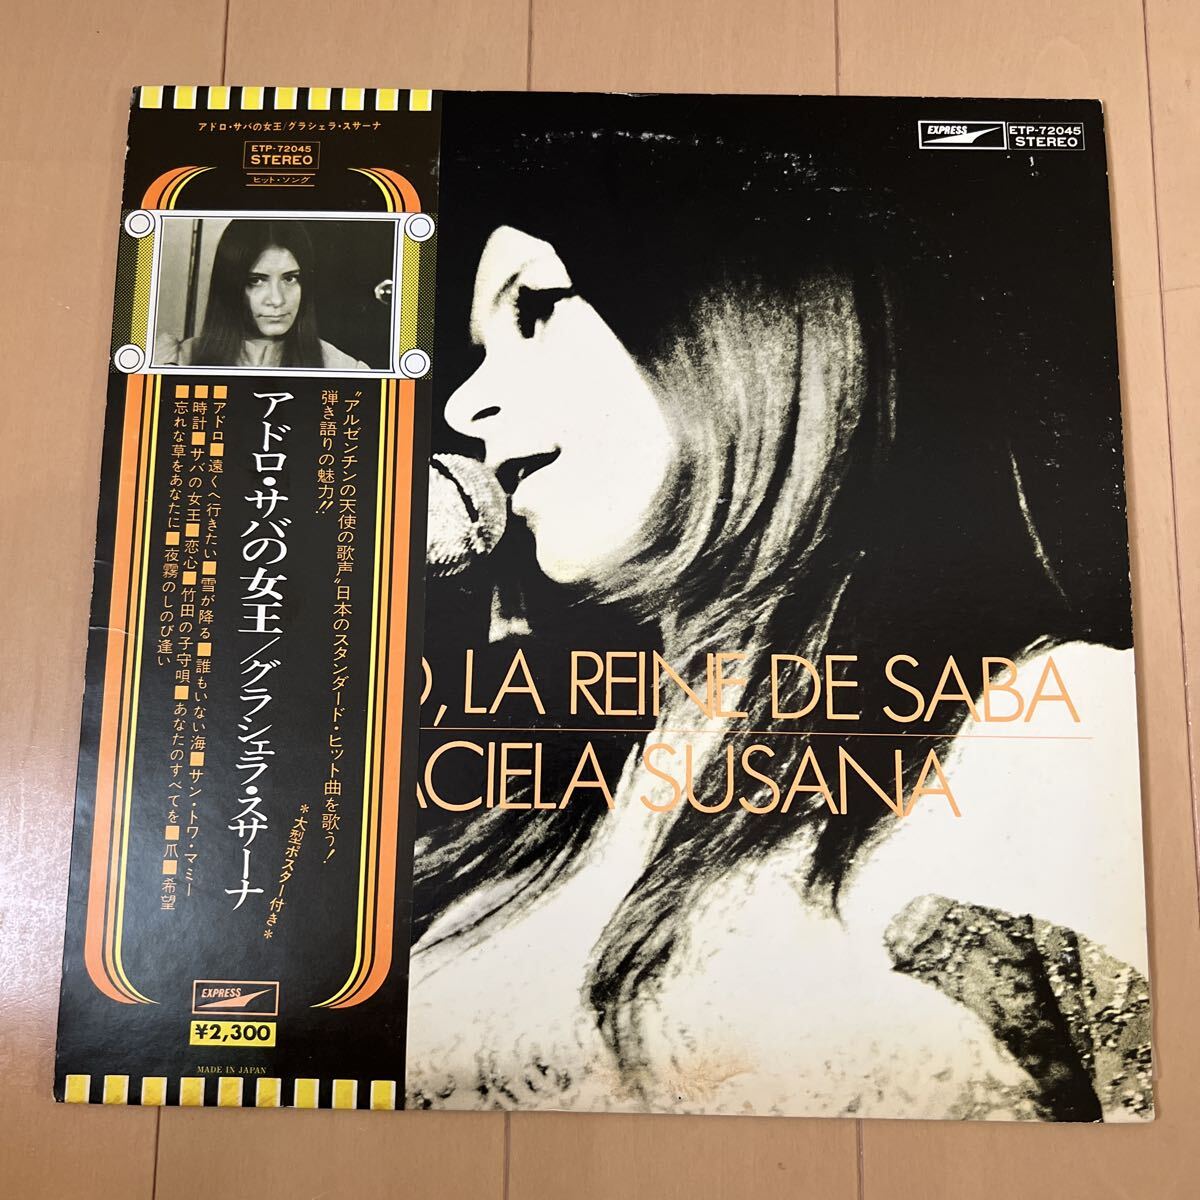 アドロ・サバの女王/グラシェラ・スサーナ
ETP-72045
STEREO
ヒット・ソング
〝アルゼンチンの天使の歌声〟日本のスタンダード・ヒット曲を歌う!
弾き語りの魅力!!
*大型ポスター付き*
アドロ・サバの女王/グラシェラ・スサーナ
■アドロ■遠くへ行きたい■雪が降る■誰もいない海■サン・トワ・マミー
■時計■サバの女王■恋心■竹田の子守唄■あなたのすべてを■爪■希望
■忘れな草をあなたに■夜霧のしのび逢い
EXPRESS
¥2,300
MADE IN JAPAN
EXPRESS
ETP-72045
STEREO
O, LA REINE DE SABA
ACIELA SUSANA